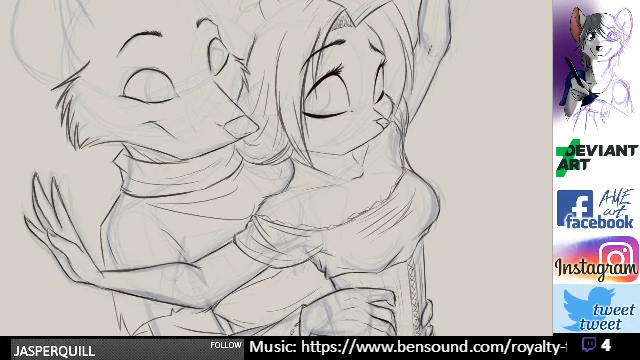 DEVIANT
ART
AHE
art
facebook
Instagram
tweet
tweet
JASPERQUILL
FOLLOW
Music: https://www.bensound.com/royalty-f
4